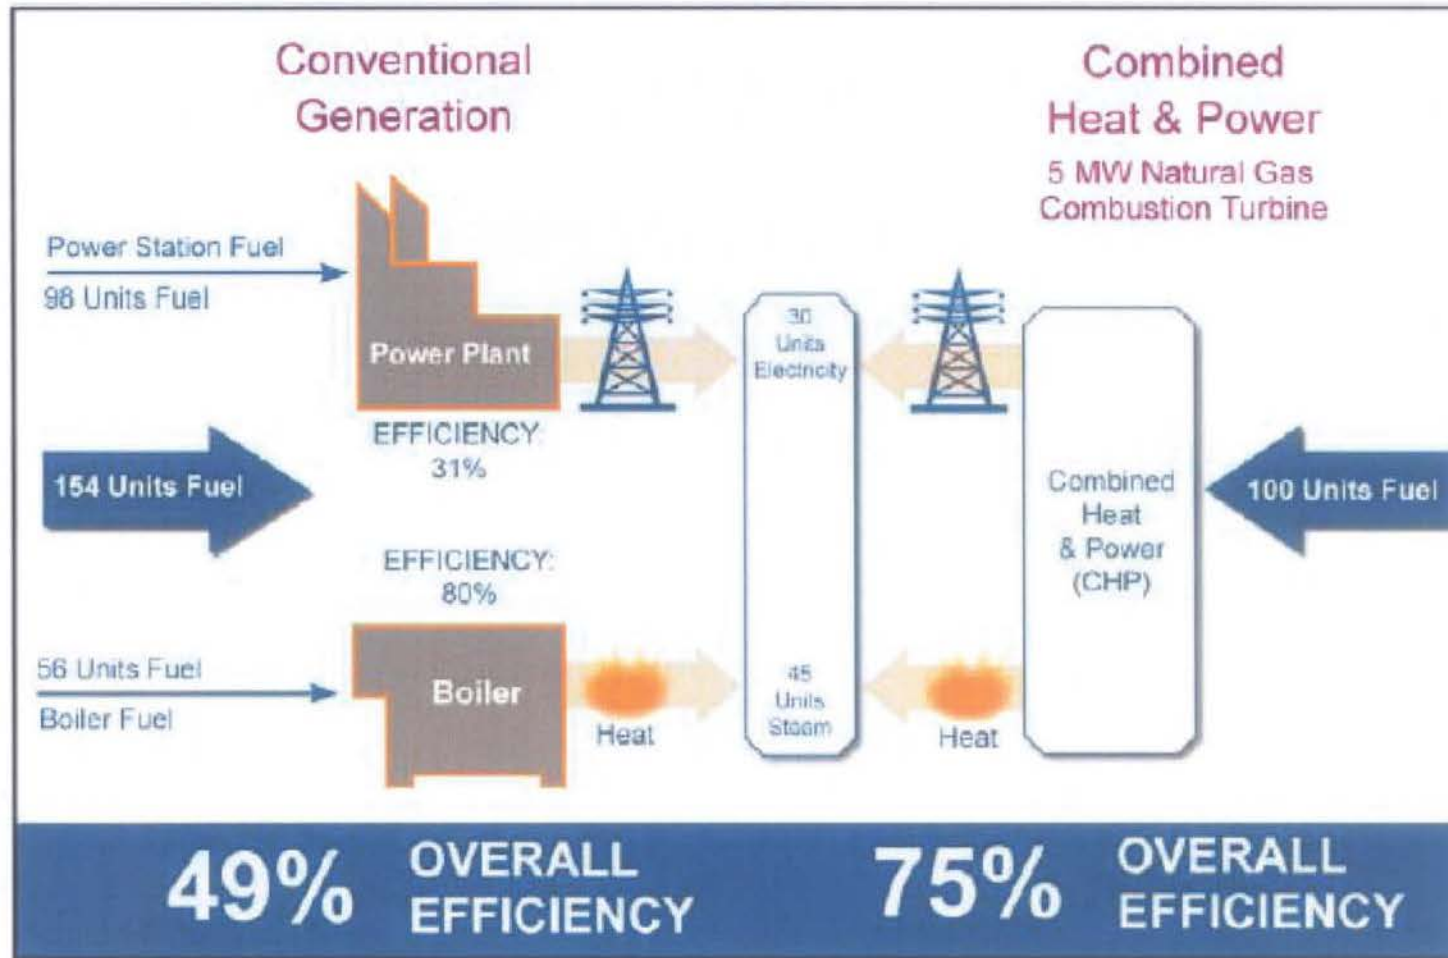 Conventional
Generation
Combined
Heat & Power
5 MW Natural Gas
Combustion Turbine
Power Station Fuel
98 Units Fuel
Power Plant
EFFICIENCY:
31%
30
Units
Electricity
154 Units Fuel
Combined
Heat
& Power
(CHP)
100 Units Fuel
EFFICIENCY:
80%
56 Units Fuel
Boiler Fuel
Boiler
Heat
45
Units
Steam
Heat
49% OVERALL
EFFICIENCY
75% OVERALL
EFFICIENCY